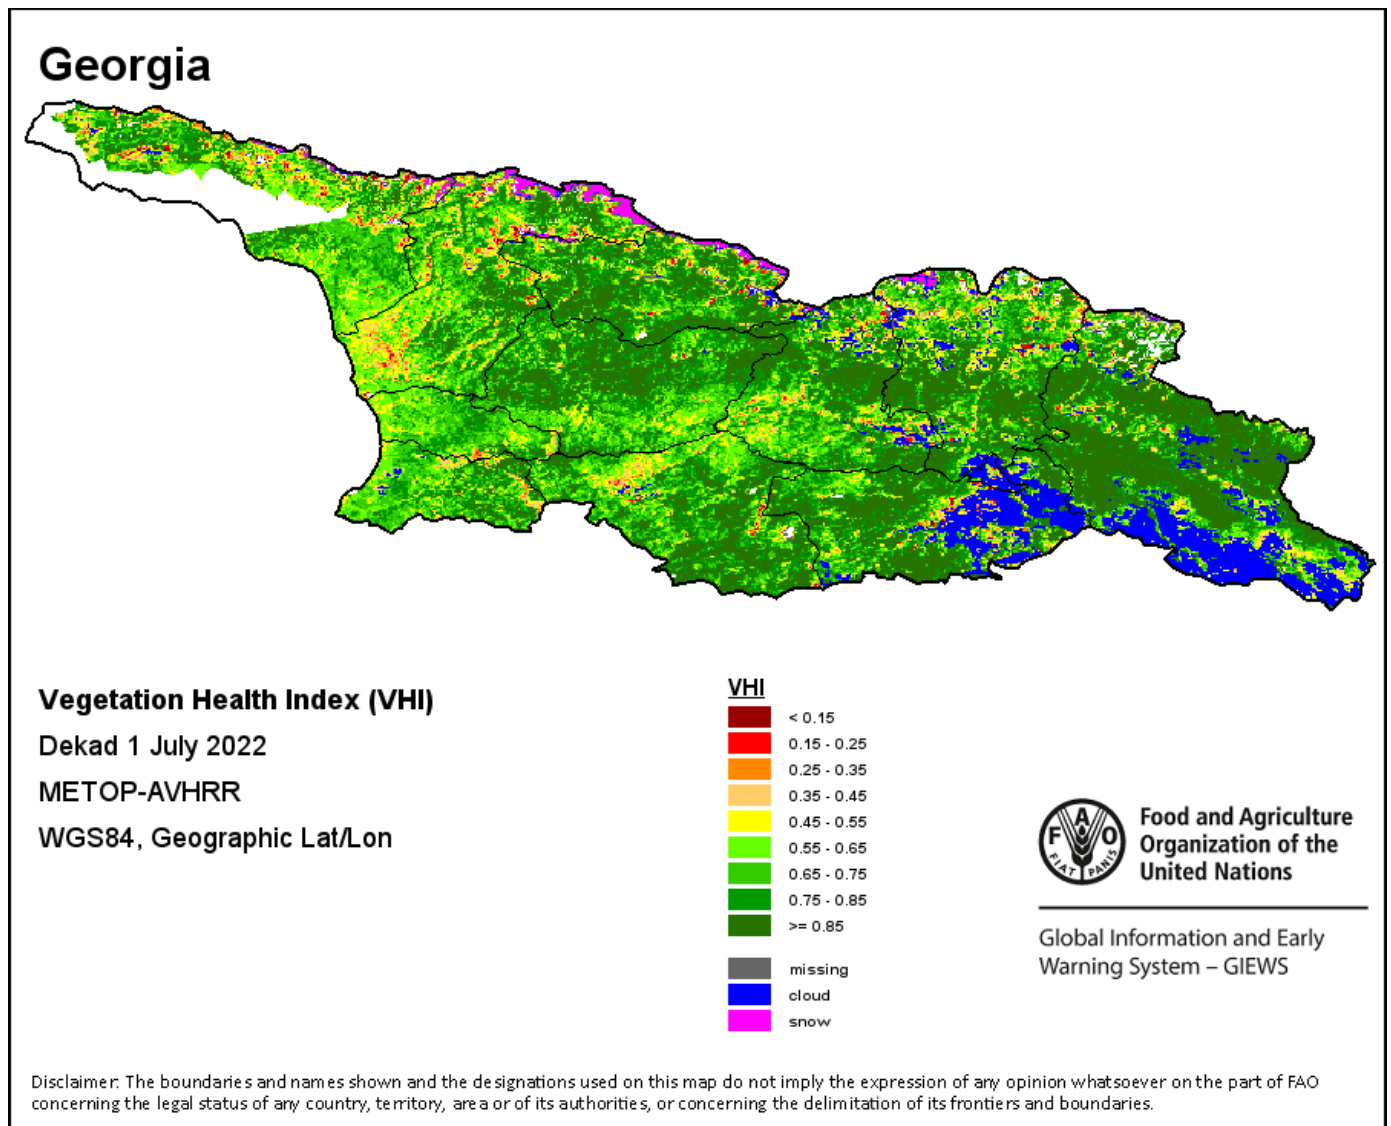 Georgia
Vegetation Health Index (VHI)
Dekad 1 July 2022
METOP-AVHRR
WGS84, Geographic Lat/Lon
VHI
< 0.15
0.15 - 0.25
0.25 - 0.35
0.35 - 0.45
0.45 - 0.55
0.55 - 0.65
0.65 - 0.75
0.75 - 0.85
>= 0.85
missing
cloud
snow
F A O
FIAT PANIS
Food and Agriculture
Organization of the
United Nations
Global Information and Early
Warning System – GIEWS
Disclaimer: The boundaries and names shown and the designations used on this map do not imply the expression of any opinion whatsoever on the part of FAO
concerning the legal status of any country, territory, area or of its authorities, or concerning the delimitation of its frontiers and boundaries.